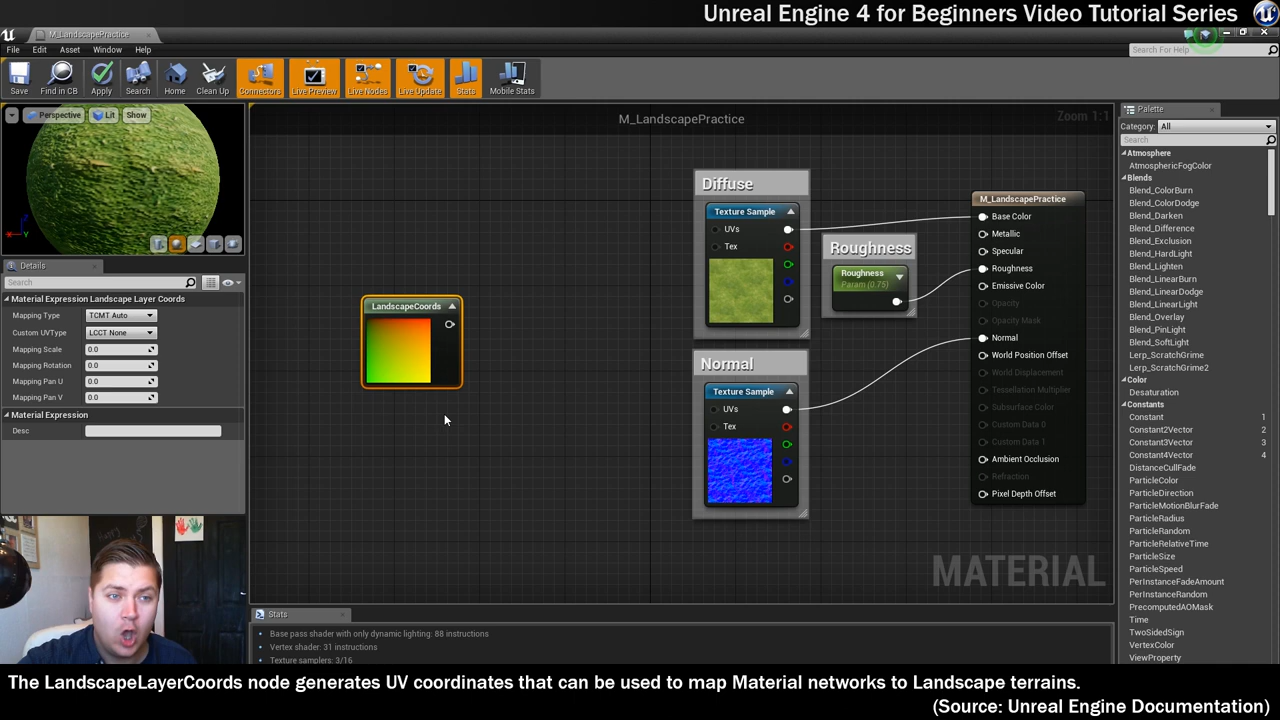 Unreal Engine 4 for Beginners Video Tutorial Series
M_LandscapePractice
File Edit Asset Window Help
Search For Help
Save Find in CB Apply Search Home Clean Up Connectors Live Preview Live Nodes Live Update Stats Mobile Stats
Perspective Lit Show
M_LandscapePractice
Zoom 1:1
Palette
Category: All
Search
Atmosphere
AtmosphericFogColor
Blends
Blend_ColorBurn
Blend_ColorDodge
Blend_Darken
Blend_Difference
Blend_Exclusion
Blend_HardLight
Blend_Lighten
Blend_LinearBurn
Blend_LinearDodge
Blend_LinearLight
Blend_Overlay
Blend_PinLight
Blend_SoftLight
Lerp_ScratchGrime
Lerp_ScratchGrime2
Color
Desaturation
Constants
Constant 1
Constant2Vector 2
Constant3Vector 3
Constant4Vector 4
DistanceCullFade
ParticleColor
ParticleDirection
ParticleMotionBlurFade
ParticleRadius
ParticleRandom
ParticleRelativeTime
ParticleSize
ParticleSpeed
PerInstanceFadeAmount
PerInstanceRandom
PrecomputedAOMask
Time
TwoSidedSign
VertexColor
ViewProperty
Details
Search
Material Expression Landscape Layer Coords
Mapping Type TCMT Auto
Custom UVType LCCT None
Mapping Scale 0.0
Mapping Rotation 0.0
Mapping Pan U 0.0
Mapping Pan V 0.0
Material Expression
Desc
LandscapeCoords
Diffuse
Texture Sample
UVs
Tex
Roughness
Roughness
Param (0.75)
Normal
Texture Sample
UVs
Tex
M_LandscapePractice
Base Color
Metallic
Specular
Roughness
Emissive Color
Opacity
Opacity Mask
Normal
World Position Offset
World Displacement
Tessellation Multiplier
Subsurface Color
Custom Data 0
Custom Data 1
Ambient Occlusion
Refraction
Pixel Depth Offset
MATERIAL
Stats
Base pass shader with only dynamic lighting: 88 instructions
Vertex shader: 31 instructions
Texture samplers: 3/16
The LandscapeLayerCoords node generates UV coordinates that can be used to map Material networks to Landscape terrains.
(Source: Unreal Engine Documentation)